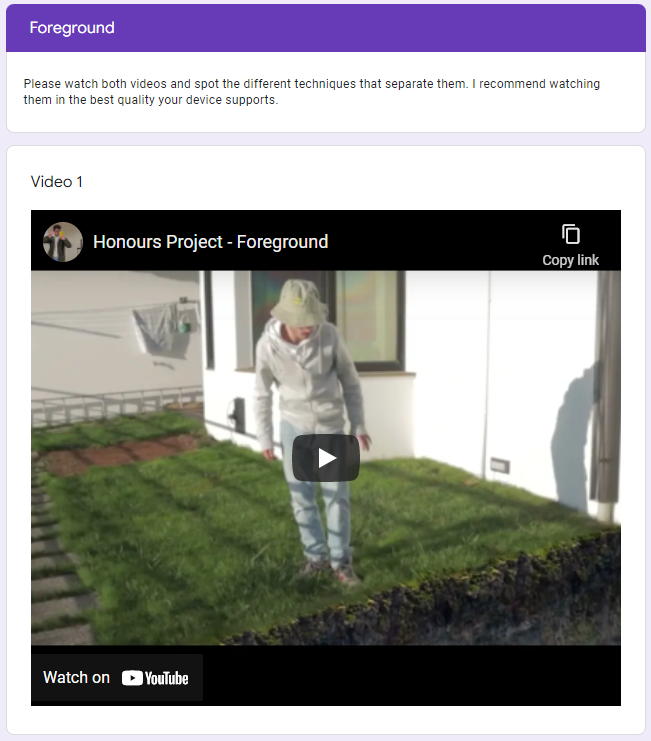 Foreground
Please watch both videos and spot the different techniques that separate them. I recommend watching
them in the best quality your device supports.
Video 1
Honours Project - Foreground
Copy link
Watch on YouTube